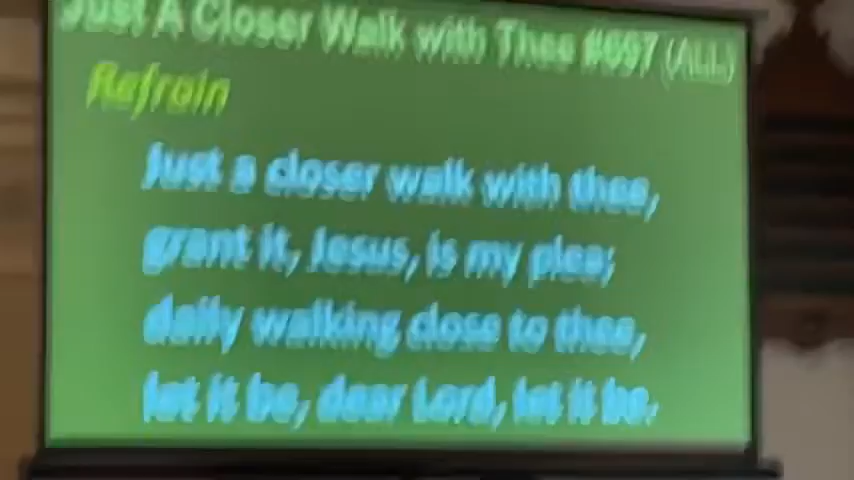 Just A Closer Walk with Thee #697 (ALL)
Refrain
Just a closer walk with thee,
grant it, Jesus, is my plea;
daily walking close to thee,
let it be, dear Lord, let it be.